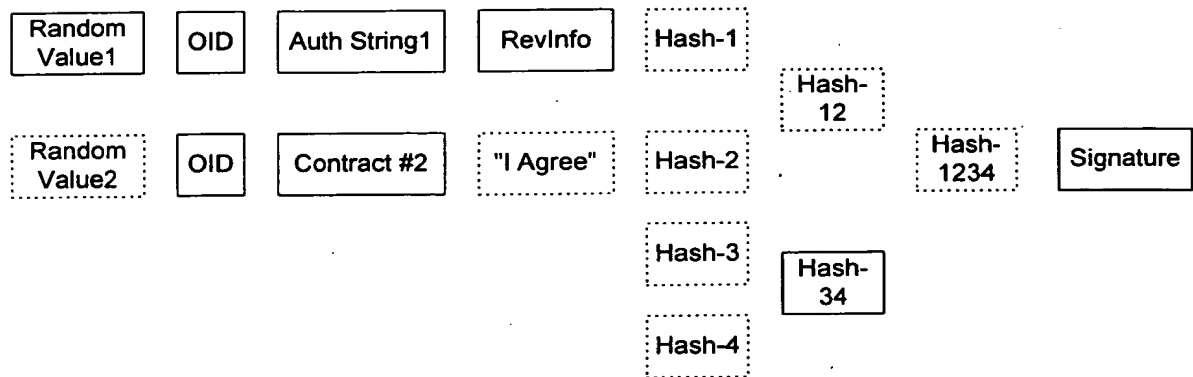 Random
Value1
OID
Auth String1
RevInfo
Hash-1
Hash-
12
Random
Value2
OID
Contract #2
"I Agree"
Hash-2
Hash-
1234
Signature
Hash-3
Hash-
34
Hash-4